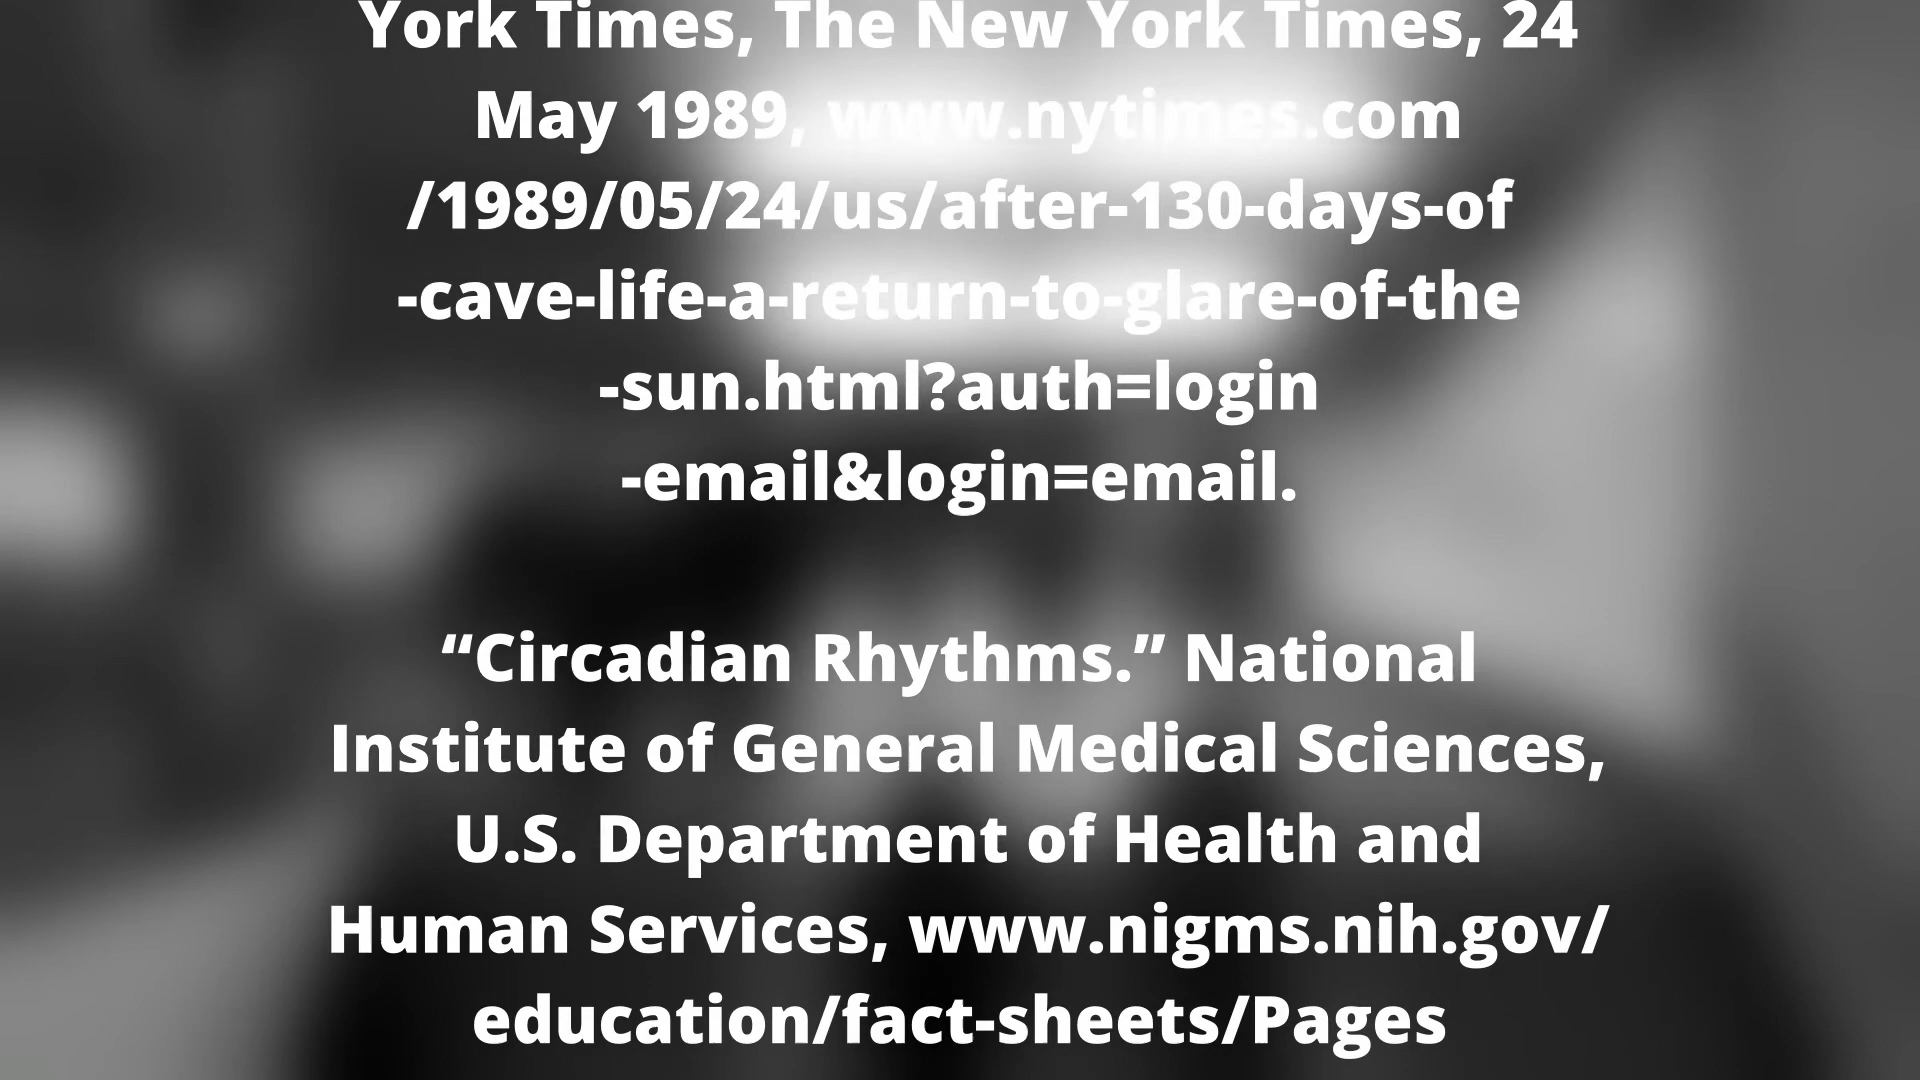 York Times, The New York Times, 24
May 1989, www.nytimes.com
/1989/05/24/us/after-130-days-of
-cave-life-a-return-to-glare-of-the
-sun.html?auth=login
-email&login=email.
“Circadian Rhythms.” National
Institute of General Medical Sciences,
U.S. Department of Health and
Human Services, www.nigms.nih.gov/
education/fact-sheets/Pages